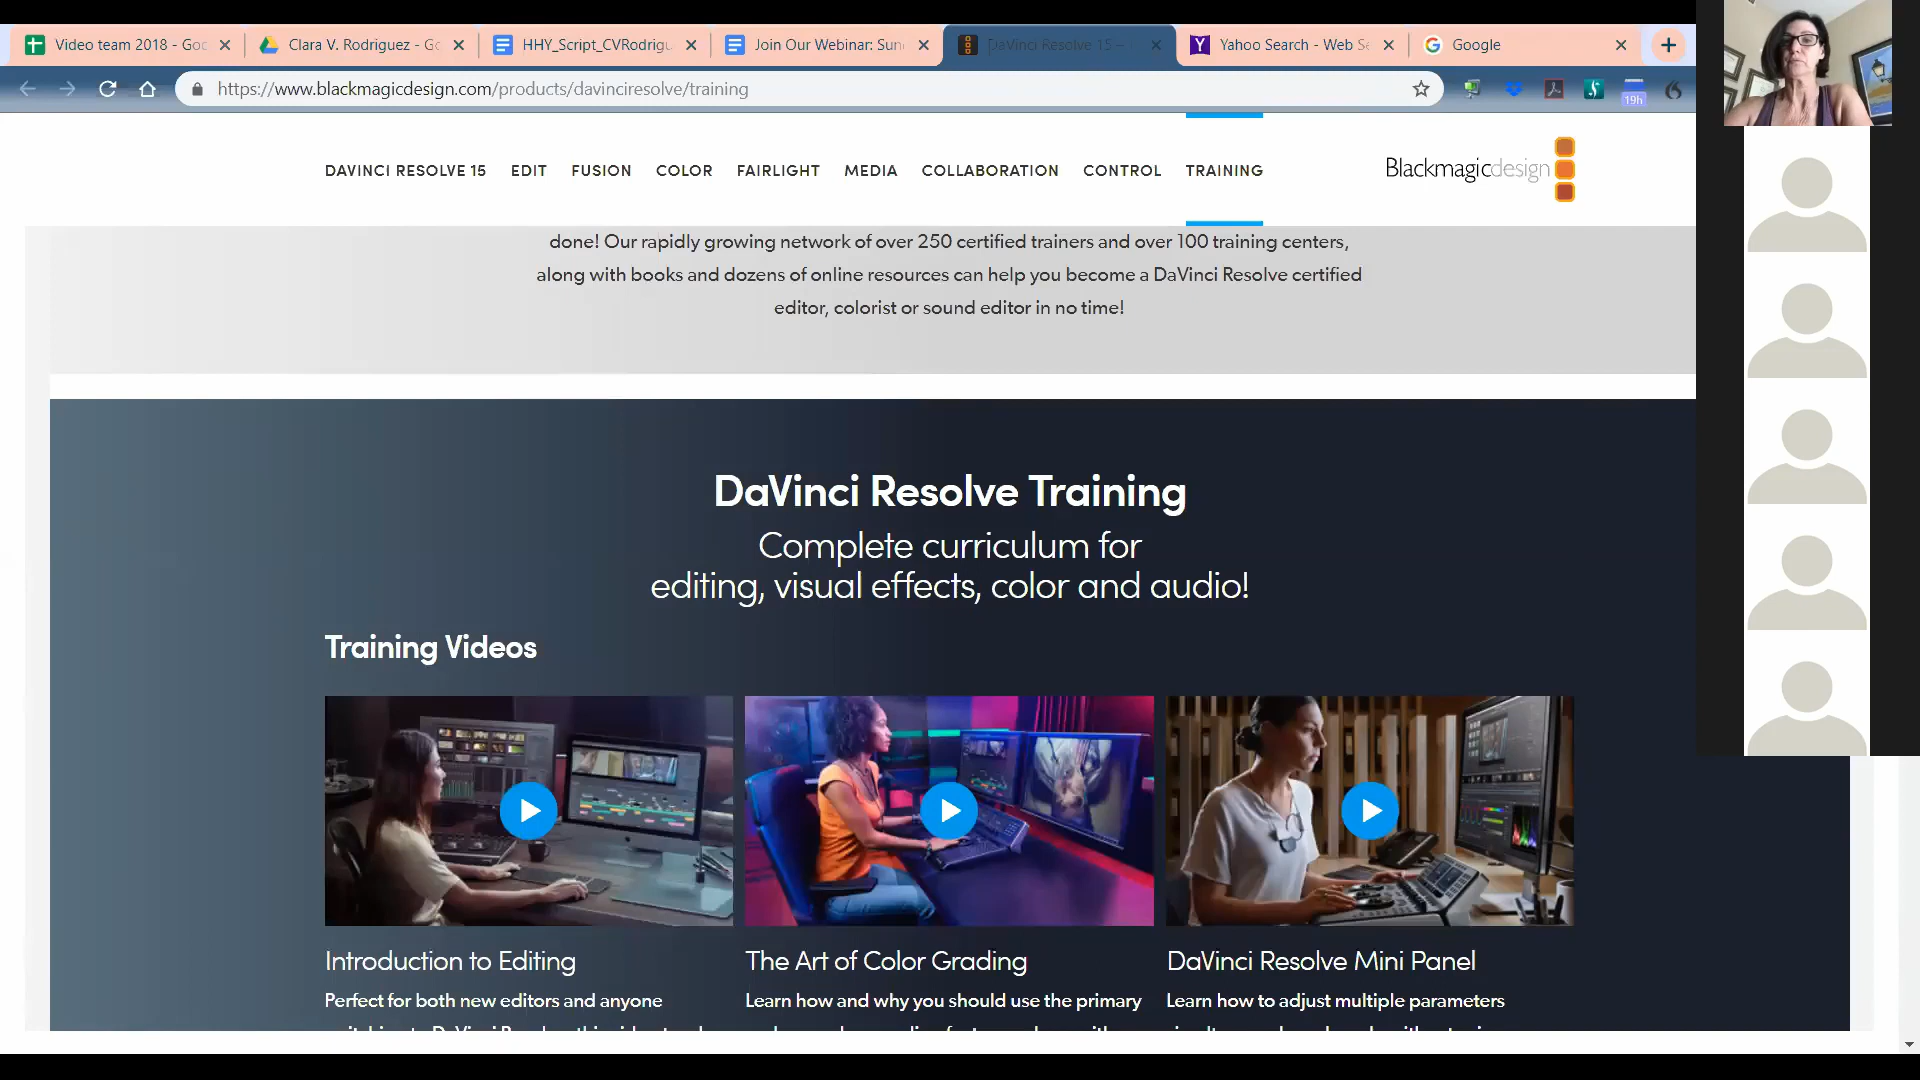 Video team 2018 - Goo
Clara V. Rodriguez - Go
HHY_Script_CVRodrigu
Join Our Webinar: Sun
DaVinci Resolve 15 –
Yahoo Search - Web Se
Google
https://www.blackmagicdesign.com/products/davinciresolve/training
19h
DAVINCI RESOLVE 15 EDIT FUSION COLOR FAIRLIGHT MEDIA COLLABORATION CONTROL TRAINING
Blackmagicdesign
done! Our rapidly growing network of over 250 certified trainers and over 100 training centers,
along with books and dozens of online resources can help you become a DaVinci Resolve certified
editor, colorist or sound editor in no time!
DaVinci Resolve Training
Complete curriculum for
editing, visual effects, color and audio!
Training Videos
Introduction to Editing
Perfect for both new editors and anyone
The Art of Color Grading
Learn how and why you should use the primary
DaVinci Resolve Mini Panel
Learn how to adjust multiple parameters